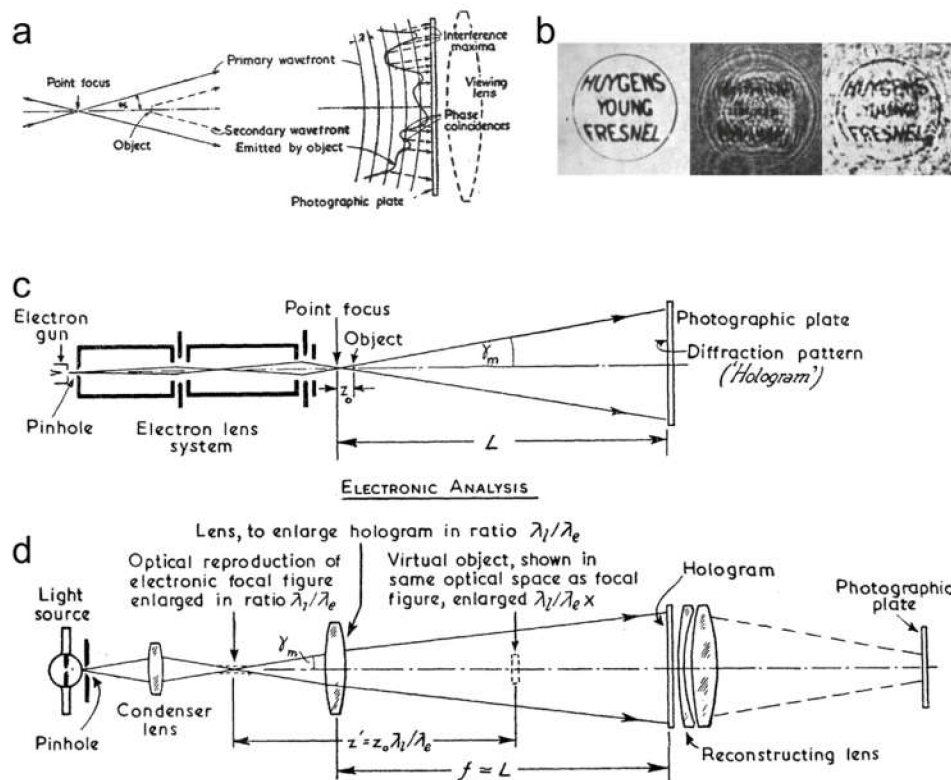 a
Point focus
Object
Primary wavefront
Secondary wavefront
Emitted by object
Photographic plate
Interference
maxima
Viewing
lens
Phase
coincidences
b
HUYGENS
YOUNG
FRESNEL
HUYGENS
YOUNG
FRESNEL
c
Electron
gun
V
Pinhole
Electron lens
system
Point focus
Object
z₀
γₘ
L
Photographic plate
Diffraction pattern
('Hologram')
ELECTRONIC ANALYSIS
d
Lens, to enlarge hologram in ratio λₗ/λₑ
Optical reproduction of
electronic focal figure
enlarged in ratio λₗ/λₑ
Virtual object, shown in
same optical space as focal
figure, enlarged λₗ/λₑ x
Hologram
Photographic
plate
Light
source
γₘ
Condenser
lens
Pinhole
z'=z₀λₗ/λₑ
Reconstructing lens
f ≃ L